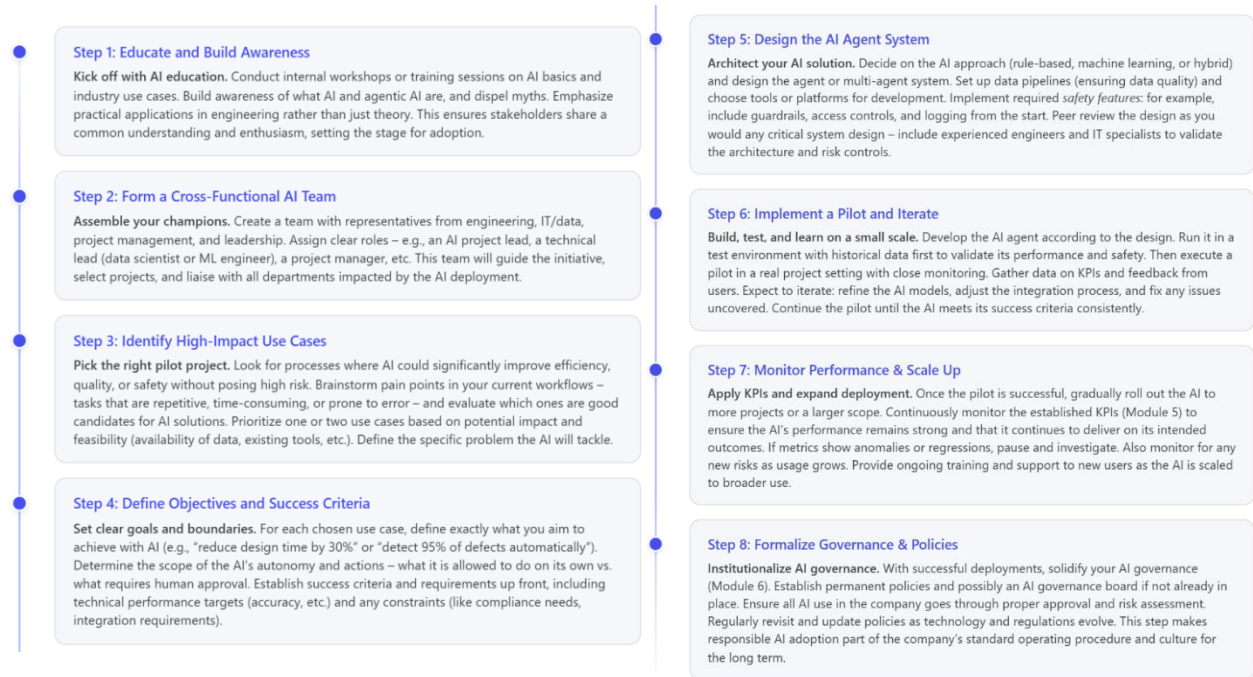 Step 1: Educate and Build Awareness
Kick off with AI education. Conduct internal workshops or training sessions on AI basics and
industry use cases. Build awareness of what AI and agentic AI are, and dispel myths. Emphasize
practical applications in engineering rather than just theory. This ensures stakeholders share a
common understanding and enthusiasm, setting the stage for adoption.
Step 2: Form a Cross-Functional AI Team
Assemble your champions. Create a team with representatives from engineering, IT/data,
project management, and leadership. Assign clear roles – e.g., an AI project lead, a technical
lead (data scientist or ML engineer), a project manager, etc. This team will guide the initiative,
select projects, and liaise with all departments impacted by the AI deployment.
Step 3: Identify High-Impact Use Cases
Pick the right pilot project. Look for processes where AI could significantly improve efficiency,
quality, or safety without posing high risk. Brainstorm pain points in your current workflows –
tasks that are repetitive, time-consuming, or prone to error – and evaluate which ones are good
candidates for AI solutions. Prioritize one or two use cases based on potential impact and
feasibility (availability of data, existing tools, etc.). Define the specific problem the AI will tackle.
Step 4: Define Objectives and Success Criteria
Set clear goals and boundaries. For each chosen use case, define exactly what you aim to
achieve with AI (e.g., “reduce design time by 30%” or “detect 95% of defects automatically”).
Determine the scope of the AI’s autonomy and actions – what it is allowed to do on its own vs.
what requires human approval. Establish success criteria and requirements up front, including
technical performance targets (accuracy, etc.) and any constraints (like compliance needs,
integration requirements).
Step 5: Design the AI Agent System
Architect your AI solution. Decide on the AI approach (rule-based, machine learning, or hybrid)
and design the agent or multi-agent system. Set up data pipelines (ensuring data quality) and
choose tools or platforms for development. Implement required safety features: for example,
include guardrails, access controls, and logging from the start. Peer review the design as you
would any critical system design – include experienced engineers and IT specialists to validate
the architecture and risk controls.
Step 6: Implement a Pilot and Iterate
Build, test, and learn on a small scale. Develop the AI agent according to the design. Run it in a
test environment with historical data first to validate its performance and safety. Then execute a
pilot in a real project setting with close monitoring. Gather data on KPIs and feedback from
users. Expect to iterate: refine the AI models, adjust the integration process, and fix any issues
uncovered. Continue the pilot until the AI meets its success criteria consistently.
Step 7: Monitor Performance & Scale Up
Apply KPIs and expand deployment. Once the pilot is successful, gradually roll out the AI to
more projects or a larger scope. Continuously monitor the established KPIs (Module 5) to
ensure the AI’s performance remains strong and that it continues to deliver on its intended
outcomes. If metrics show anomalies or regressions, pause and investigate. Also monitor for any
new risks as usage grows. Provide ongoing training and support to new users as the AI is scaled
to broader use.
Step 8: Formalize Governance & Policies
Institutionalize AI governance. With successful deployments, solidify your AI governance
(Module 6). Establish permanent policies and possibly an AI governance board if not already in
place. Ensure all AI use in the company goes through proper approval and risk assessment.
Regularly revisit and update policies as technology and regulations evolve. This step makes
responsible AI adoption part of the company’s standard operating procedure and culture for
the long term.